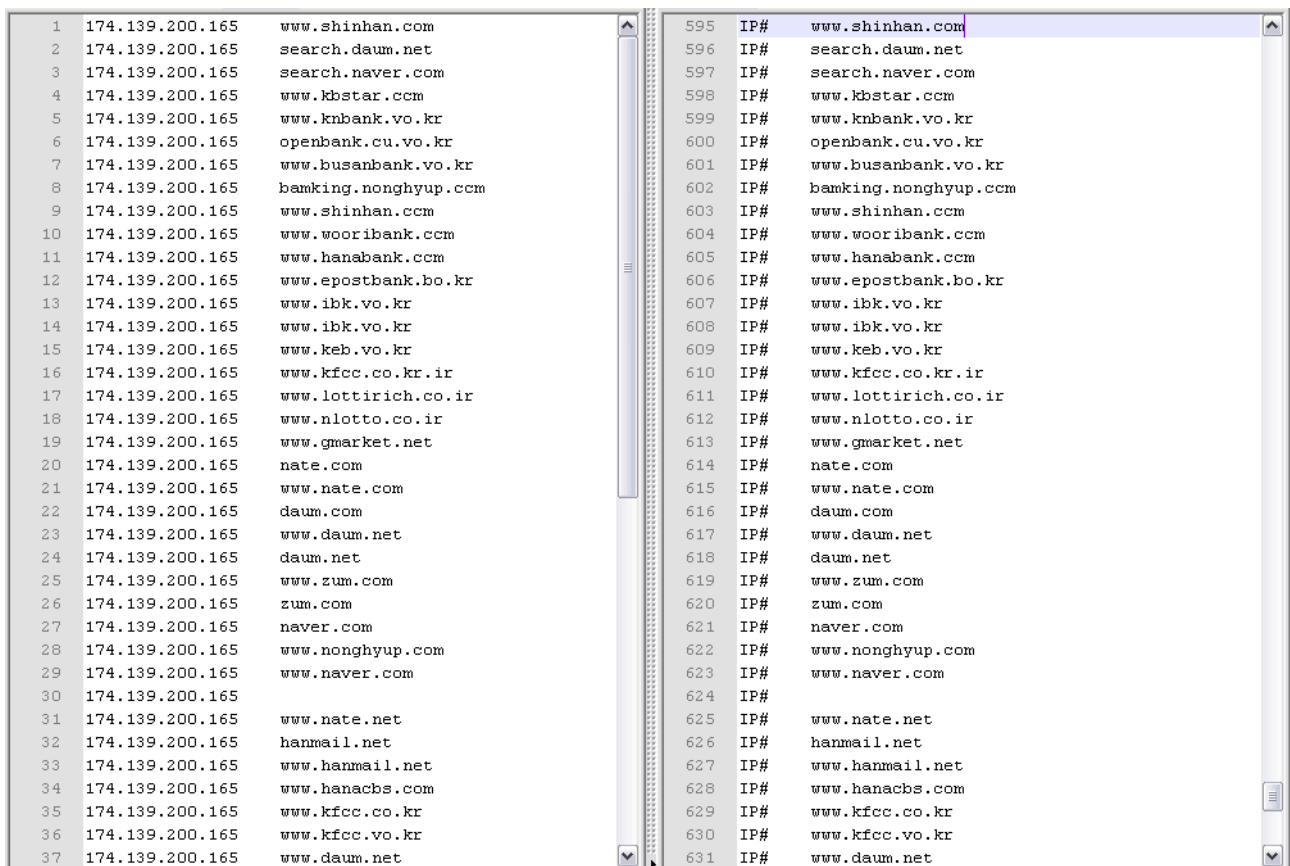 1 174.139.200.165 www.shinhan.com
2 174.139.200.165 search.daum.net
3 174.139.200.165 search.naver.com
4 174.139.200.165 www.kbstar.ccm
5 174.139.200.165 www.knbank.vo.kr
6 174.139.200.165 openbank.cu.vo.kr
7 174.139.200.165 www.busanbank.vo.kr
8 174.139.200.165 bamking.nonghyup.ccm
9 174.139.200.165 www.shinhan.ccm
10 174.139.200.165 www.wooribank.ccm
11 174.139.200.165 www.hanabank.ccm
12 174.139.200.165 www.epostbank.bo.kr
13 174.139.200.165 www.ibk.vo.kr
14 174.139.200.165 www.ibk.vo.kr
15 174.139.200.165 www.keb.vo.kr
16 174.139.200.165 www.kfcc.co.kr.ir
17 174.139.200.165 www.lottirich.co.ir
18 174.139.200.165 www.nlotto.co.ir
19 174.139.200.165 www.gmarket.net
20 174.139.200.165 nate.com
21 174.139.200.165 www.nate.com
22 174.139.200.165 daum.com
23 174.139.200.165 www.daum.net
24 174.139.200.165 daum.net
25 174.139.200.165 www.zum.com
26 174.139.200.165 zum.com
27 174.139.200.165 naver.com
28 174.139.200.165 www.nonghyup.com
29 174.139.200.165 www.naver.com
30 174.139.200.165
31 174.139.200.165 www.nate.net
32 174.139.200.165 hanmail.net
33 174.139.200.165 www.hanmail.net
34 174.139.200.165 www.hanacbs.com
35 174.139.200.165 www.kfcc.co.kr
36 174.139.200.165 www.kfcc.vo.kr
37 174.139.200.165 www.daum.net
595 IP# www.shinhan.com
596 IP# search.daum.net
597 IP# search.naver.com
598 IP# www.kbstar.ccm
599 IP# www.knbank.vo.kr
600 IP# openbank.cu.vo.kr
601 IP# www.busanbank.vo.kr
602 IP# bamking.nonghyup.ccm
603 IP# www.shinhan.ccm
604 IP# www.wooribank.ccm
605 IP# www.hanabank.ccm
606 IP# www.epostbank.bo.kr
607 IP# www.ibk.vo.kr
608 IP# www.ibk.vo.kr
609 IP# www.keb.vo.kr
610 IP# www.kfcc.co.kr.ir
611 IP# www.lottirich.co.ir
612 IP# www.nlotto.co.ir
613 IP# www.gmarket.net
614 IP# nate.com
615 IP# www.nate.com
616 IP# daum.com
617 IP# www.daum.net
618 IP# daum.net
619 IP# www.zum.com
620 IP# zum.com
621 IP# naver.com
622 IP# www.nonghyup.com
623 IP# www.naver.com
624 IP#
625 IP# www.nate.net
626 IP# hanmail.net
627 IP# www.hanmail.net
628 IP# www.hanacbs.com
629 IP# www.kfcc.co.kr
630 IP# www.kfcc.vo.kr
631 IP# www.daum.net